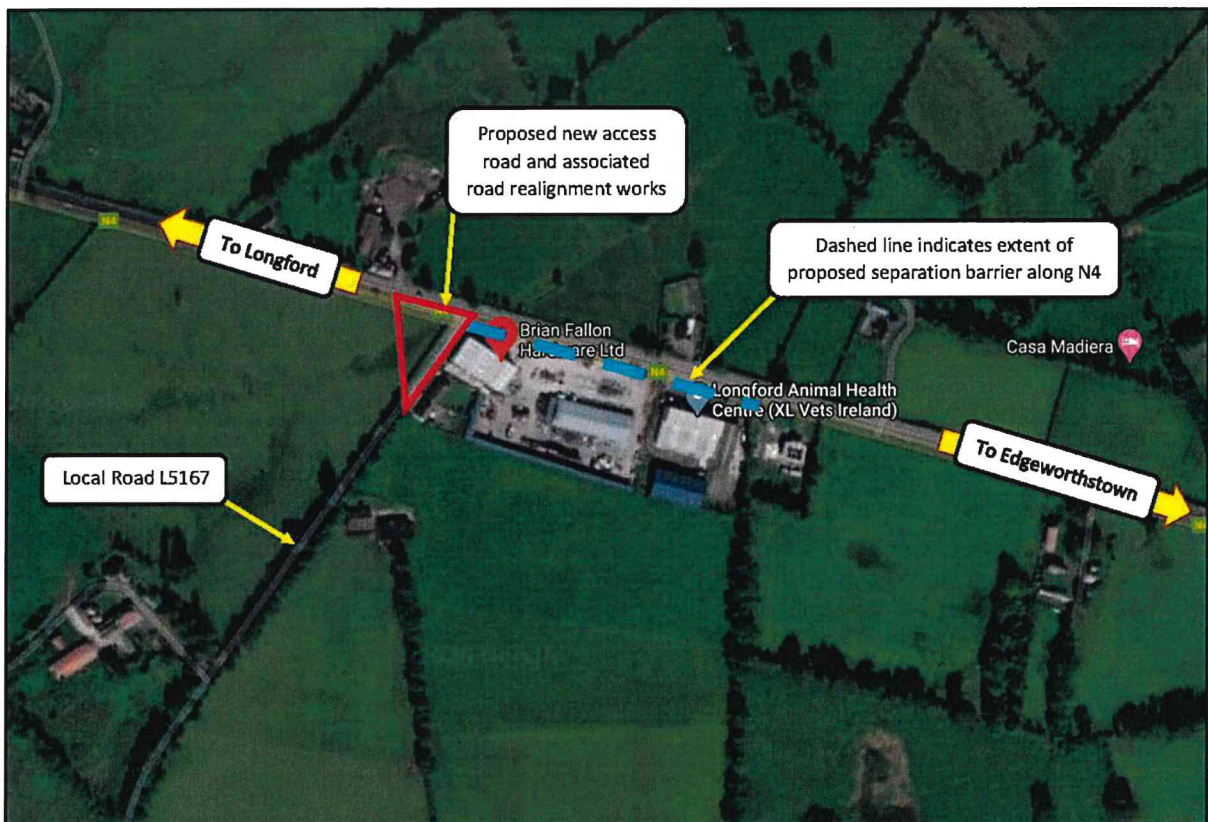 Proposed new access
road and associated
road realignment works
Dashed line indicates extent of
proposed separation barrier along N4
N4
To Longford
Brian Fallon
Hardware Ltd
N4
Casa Madiera
Longford Animal Health
Centre (XL Vets Ireland)
To Edgeworthstown
Local Road L5167
N4